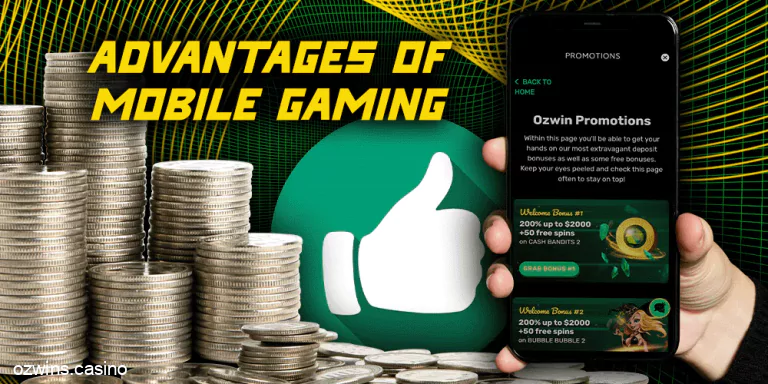 ADVANTAGES OF
MOBILE GAMING
PROMOTIONS
< BACK TO
HOME
Ozwin Promotions
Within this page you'll be able to get your
hands on our most extravagant deposit
bonuses as well as some free bonuses.
Keep your eyes peeled and check this page
often to stay on top!
Welcome Bonus #1
200% up to $2000
+50 free spins
on CASH BANDITS 2
GRAB BONUS #1
Welcome Bonus #2
200% up to $2000
+50 free spins
on BUBBLE BUBBLE 2
ozwins.casino